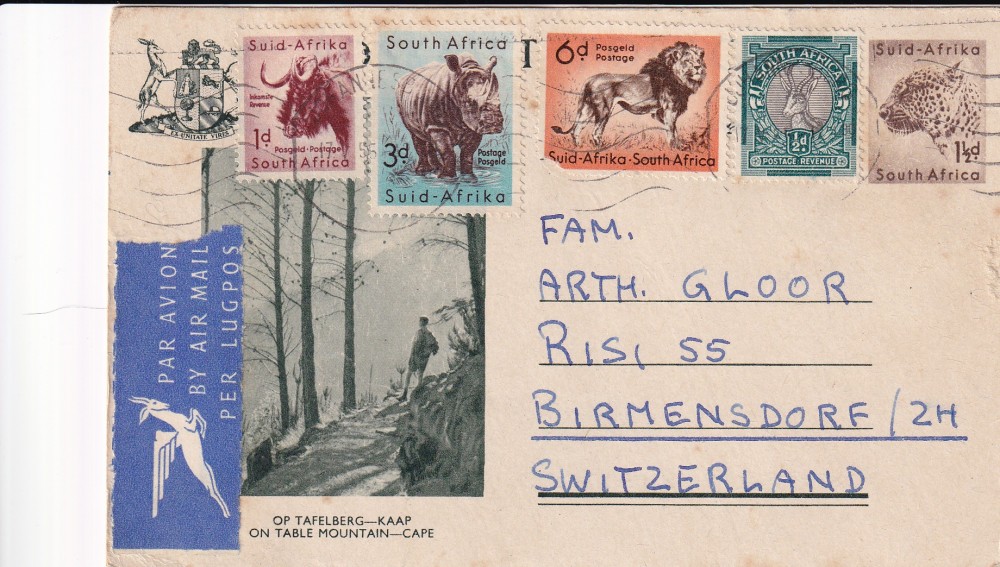 EX UNITATE VIRES
Suid-Afrika
Inkomste
Revenue
1d
Posgeld·Postage
South Africa
South Africa
3d
Postage
Posgeld
Suid-Afrika
T
6d Posgeld
Postage
Suid-Afrika·South Africa
SOUTH AFRICA
½d
POSTAGE REVENUE
Suid-Afrika
1½d
South Africa
PAR AVION
BY AIR MAIL
PER LUGPOS
FAM.
ARTH. GLOOR
RISI 55
BIRMENSDORF/ZH
SWITZERLAND
OP TAFELBERG—KAAP
ON TABLE MOUNTAIN—CAPE